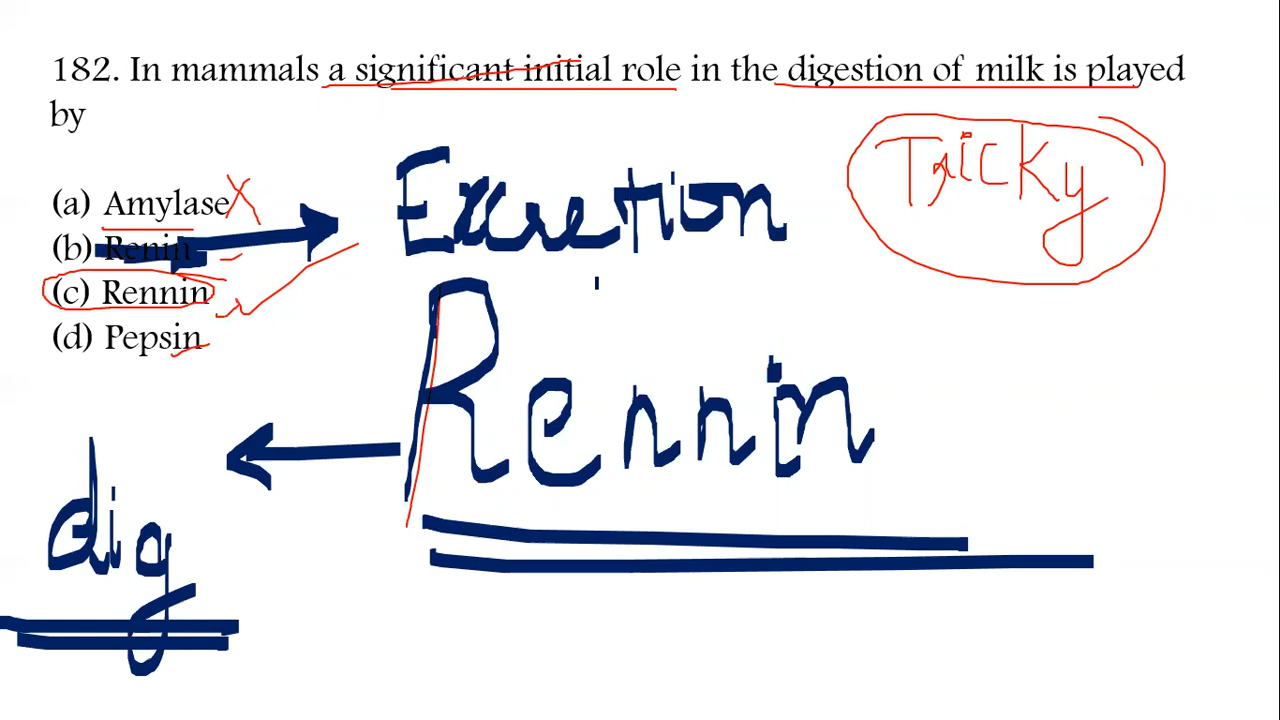 182. In mammals a significant initial role in the digestion of milk is played
by
Tricky
(a) Amylase
Excretion
(b) Renin
(c) Rennin
(d) Pepsin
Rennin
dig